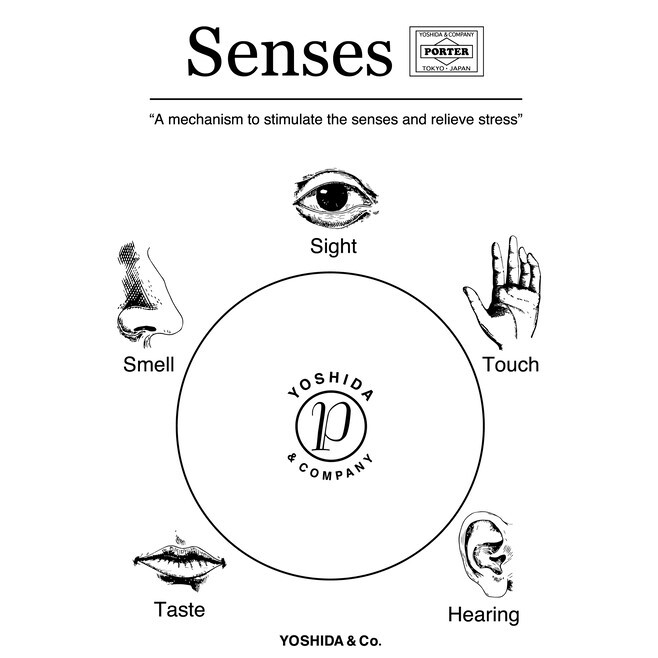 Senses
YOSHIDA & COMPANY
PORTER
TOKYO・JAPAN
“A mechanism to stimulate the senses and relieve stress”
Sight
Smell
Touch
YOSHIDA
p
& COMPANY
Taste
Hearing
YOSHIDA & Co.